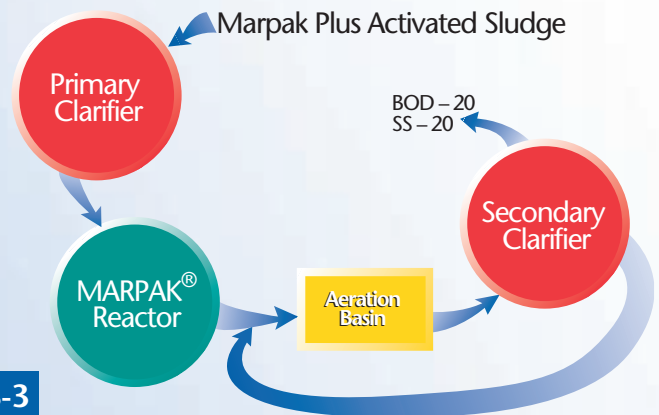 Marpak Plus Activated Sludge
Primary
Clarifier
BOD – 20
SS – 20
Secondary
Clarifier
MARPAK®
Reactor
Aeration
Basin
-3